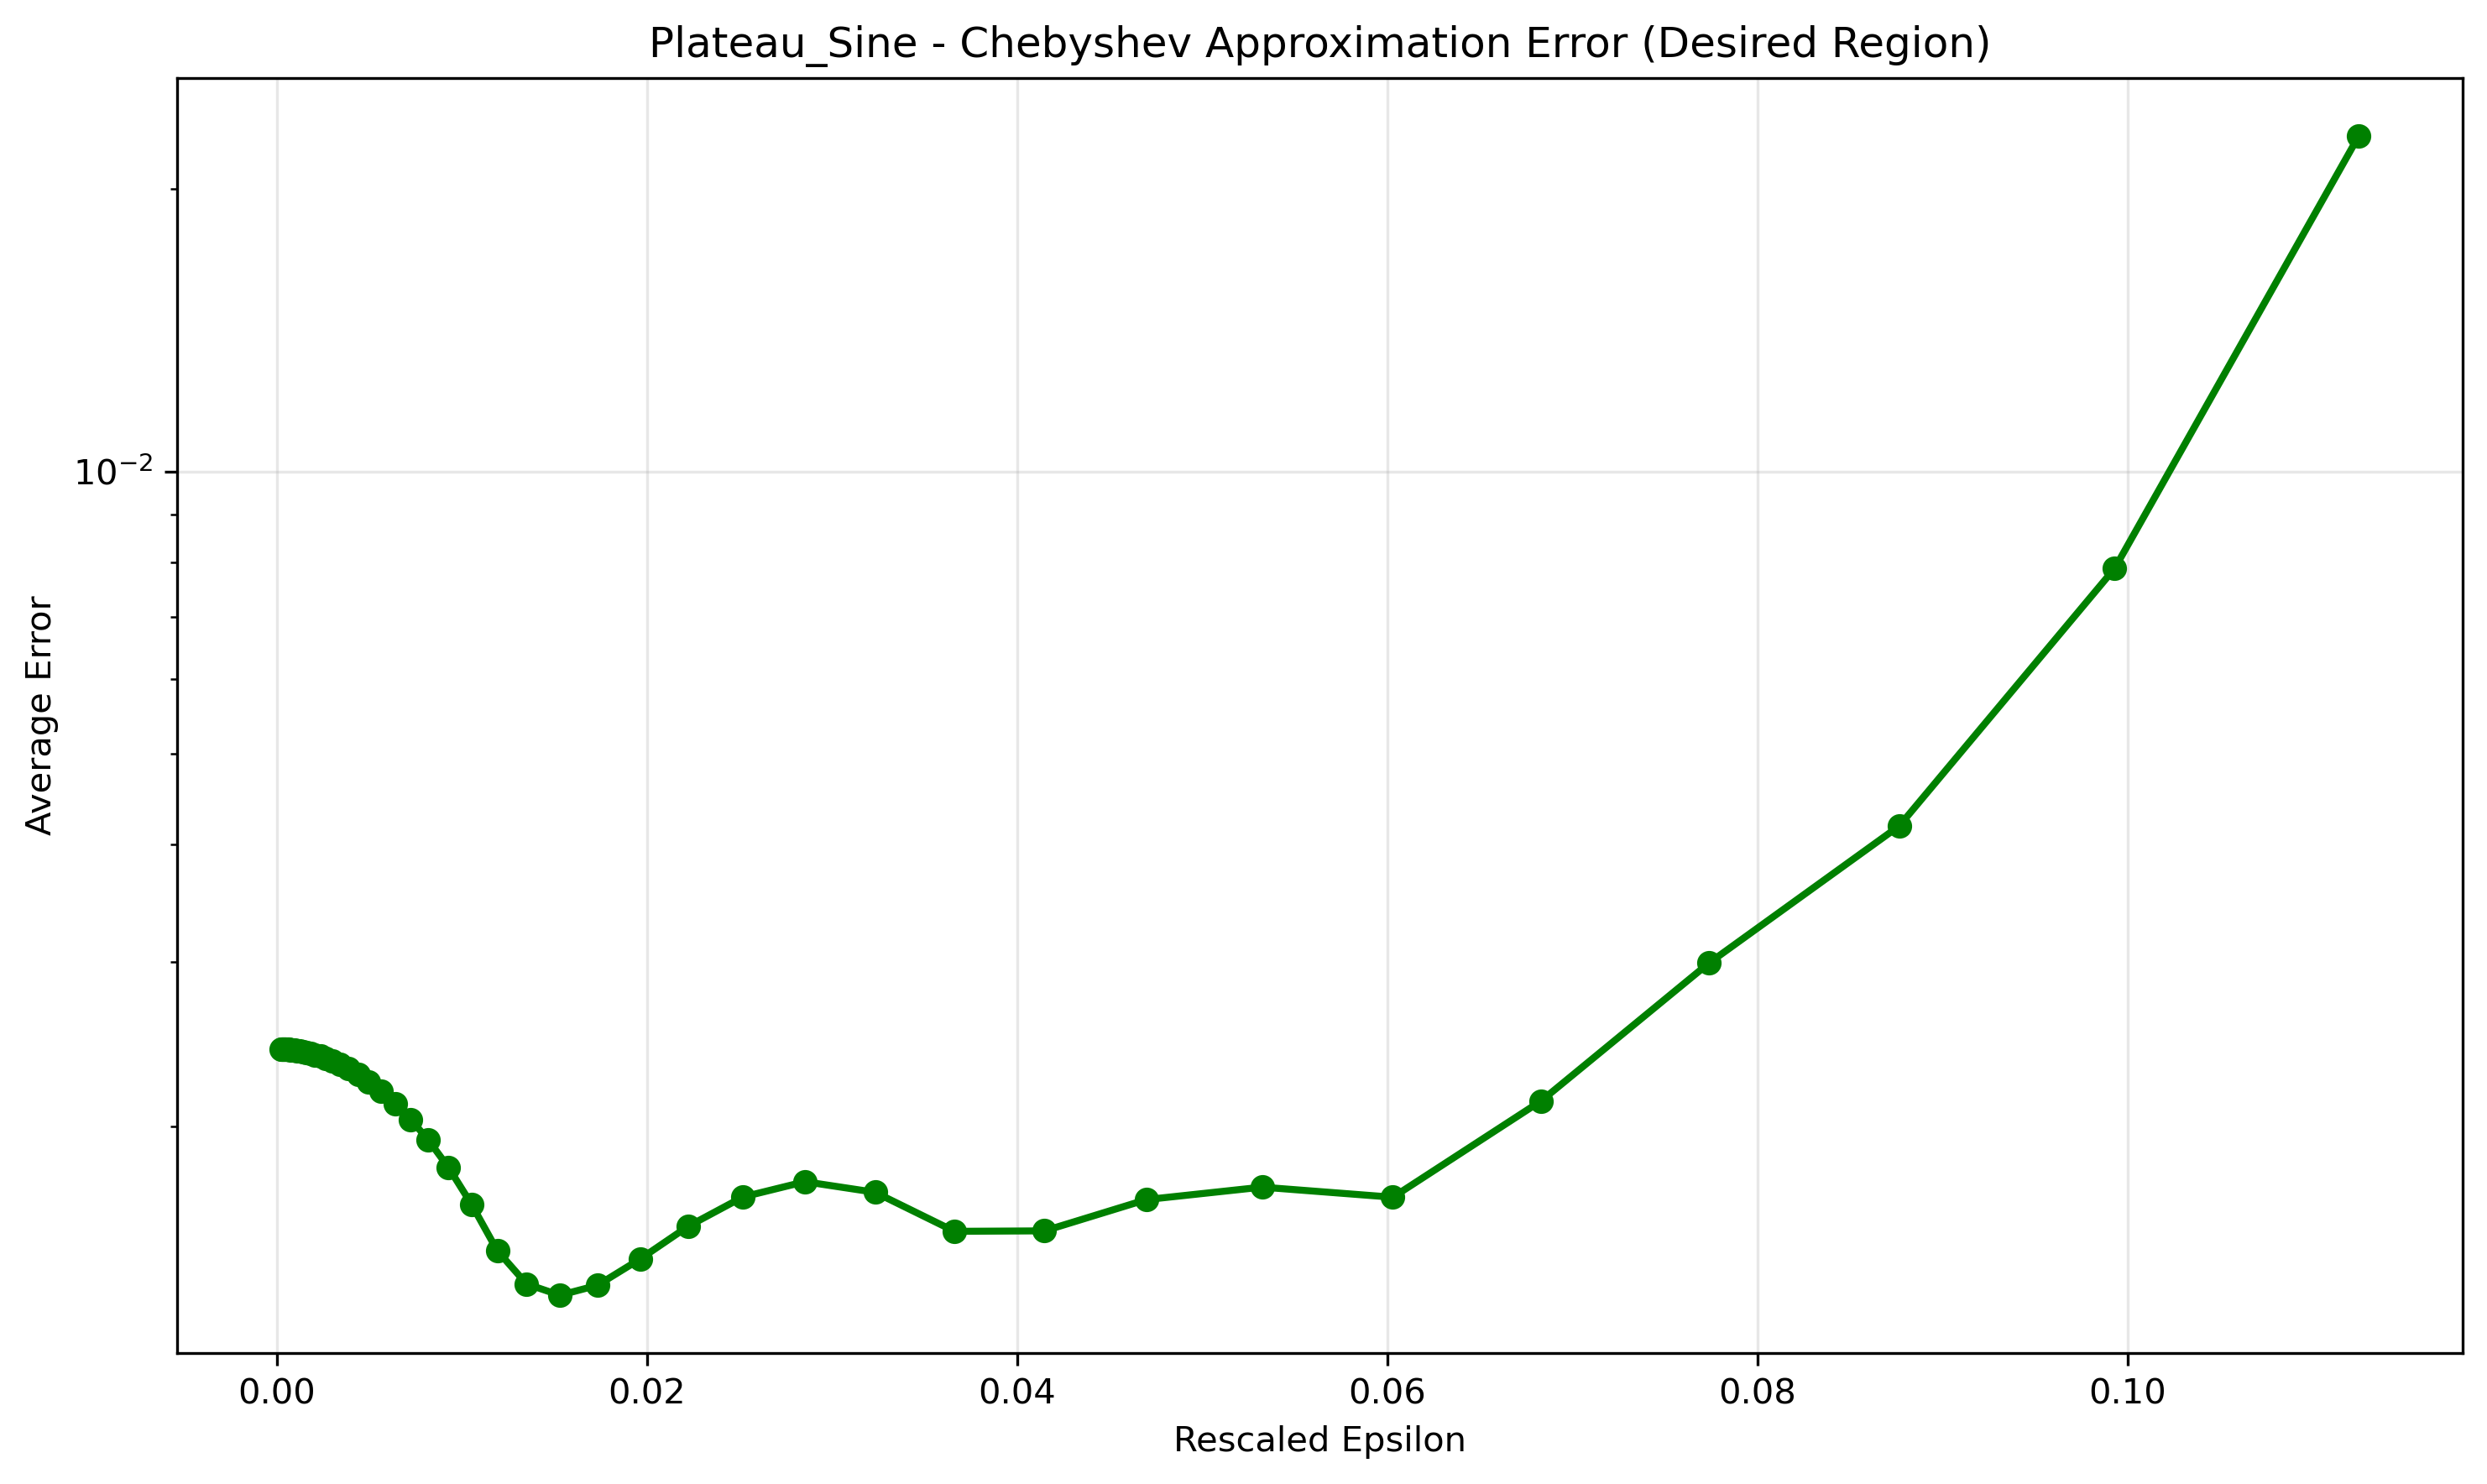 Plateau_Sine - Chebyshev Approximation Error (Desired Region)
10⁻²
Average Error
0.00 0.02 0.04 0.06 0.08 0.10
Rescaled Epsilon